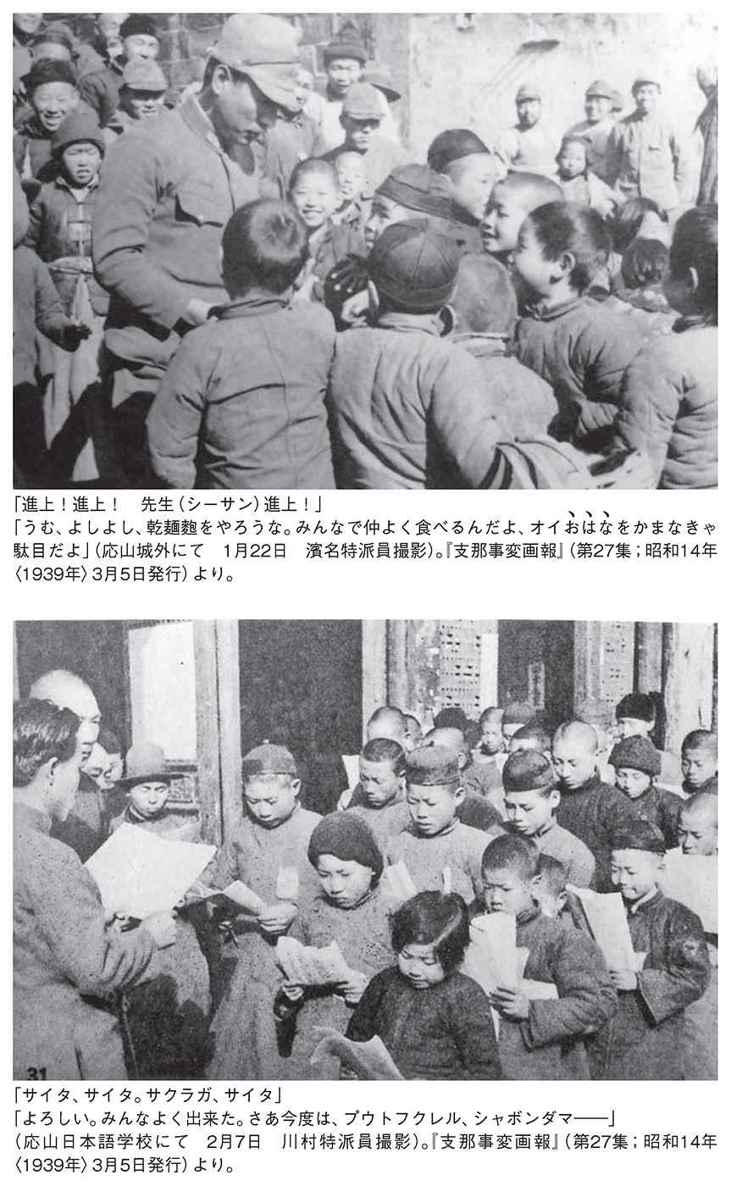 「進上！進上！　先生（シーサン）進上！」
「うむ、よしよし、乾麺麭をやろうな。みんなで仲よく食べるんだよ、オイおはなをかまなきゃ
駄目だよ」（応山城外にて　1月22日　濱名特派員撮影）。『支那事変画報』（第27集；昭和14年
〈1939年〉3月5日発行）より。
31
「サイタ、サイタ。サクラガ、サイタ」
「よろしい。みんなよく出来た。さあ今度は、プウトフクレル、シャボンダマ――」
（応山日本語学校にて　2月7日　川村特派員撮影）。『支那事変画報』（第27集；昭和14年
〈1939年〉3月5日発行）より。